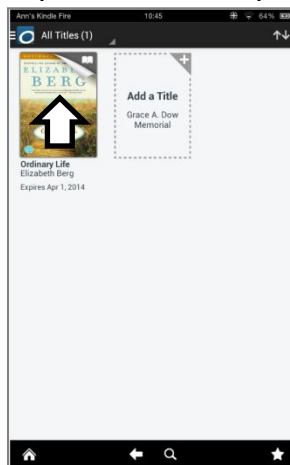 Ann's Kindle Fire 10:45 64%
All Titles (1)
ELIZAB
BERG
Add a Title
Grace A. Dow
Memorial
Ordinary Life
Elizabeth Berg
Expires Apr 1, 2014